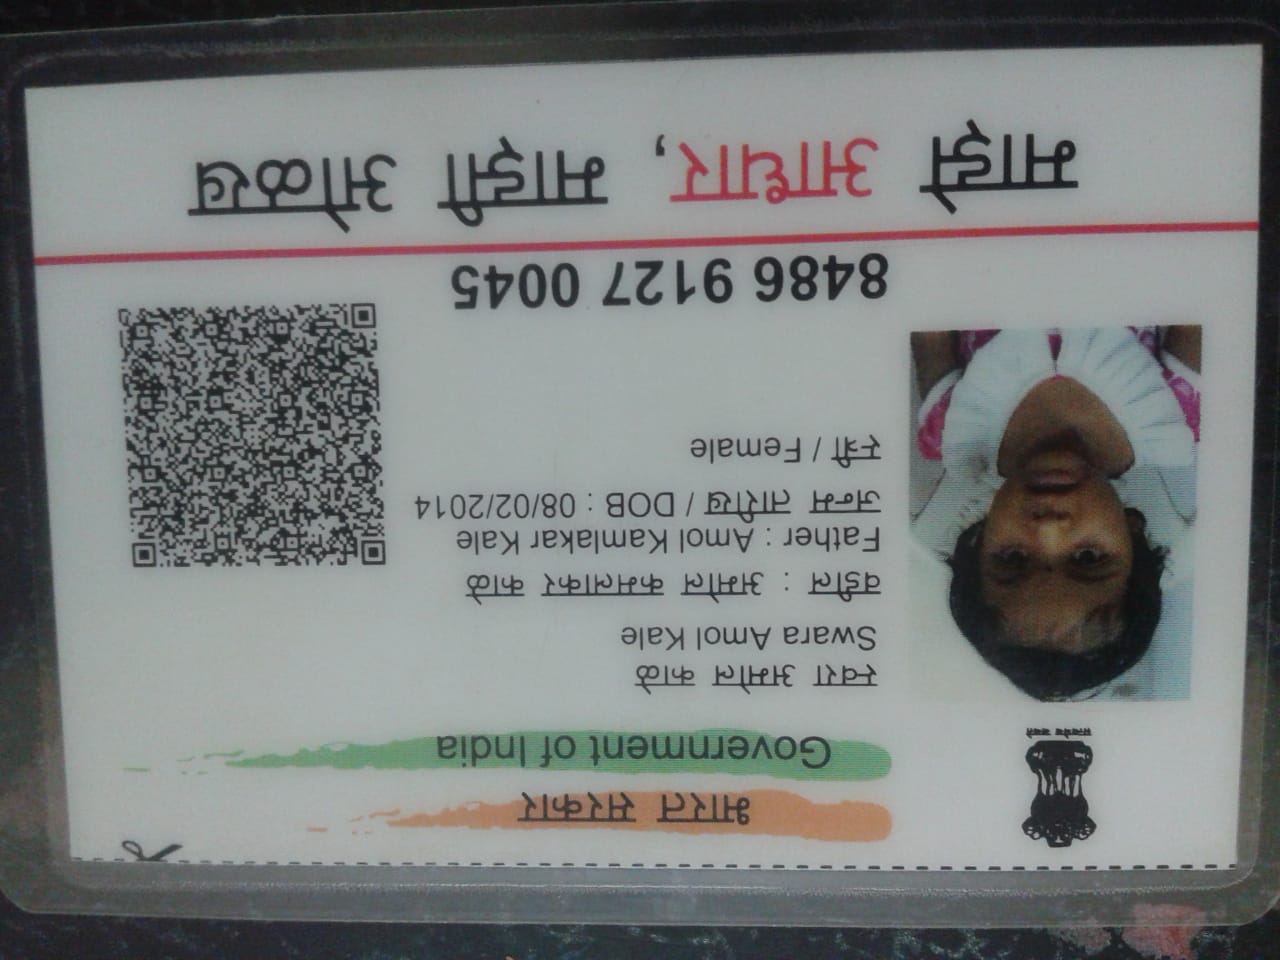 भारत सरकार
Government of India
स्वरा अमोल काळे
Swara Amol Kale
वडील : अमोल कमलाकर काळे
Father : Amol Kamlakar Kale
जन्म तारीख / DOB : 08/02/2014
स्त्री / Female
8486 9127 0045
माझे आधार, माझी ओळख